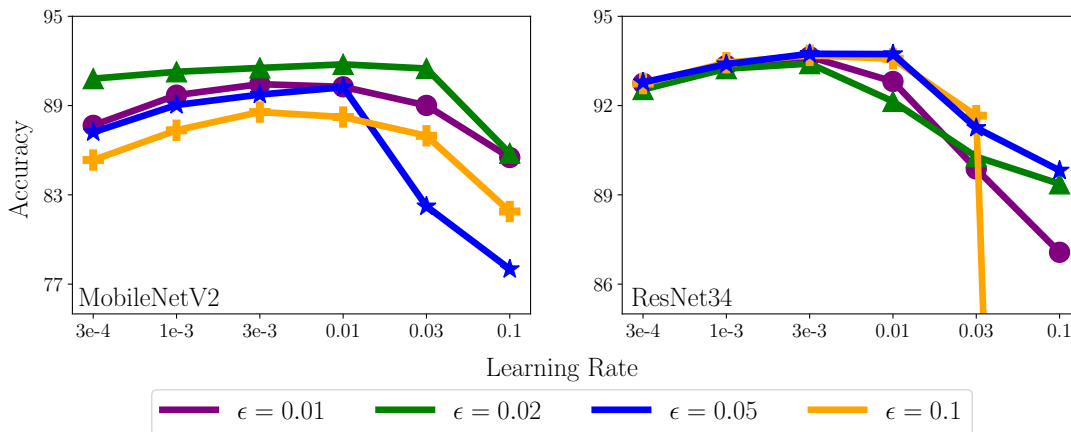 95
89
83
77
Accuracy
MobileNetV2
3e-4 1e-3 3e-3 0.01 0.03 0.1
95
92
89
86
ResNet34
3e-4 1e-3 3e-3 0.01 0.03 0.1
Learning Rate
ϵ = 0.01 ϵ = 0.02 ϵ = 0.05 ϵ = 0.1